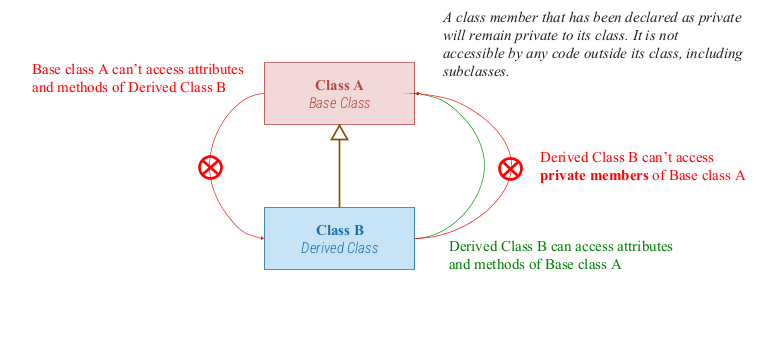 A class member that has been declared as private
will remain private to its class. It is not
accessible by any code outside its class, including
subclasses.
Base class A can’t access attributes
and methods of Derived Class B
Class A
Base Class
Derived Class B can’t access
private members of Base class A
Class B
Derived Class
Derived Class B can access attributes
and methods of Base class A